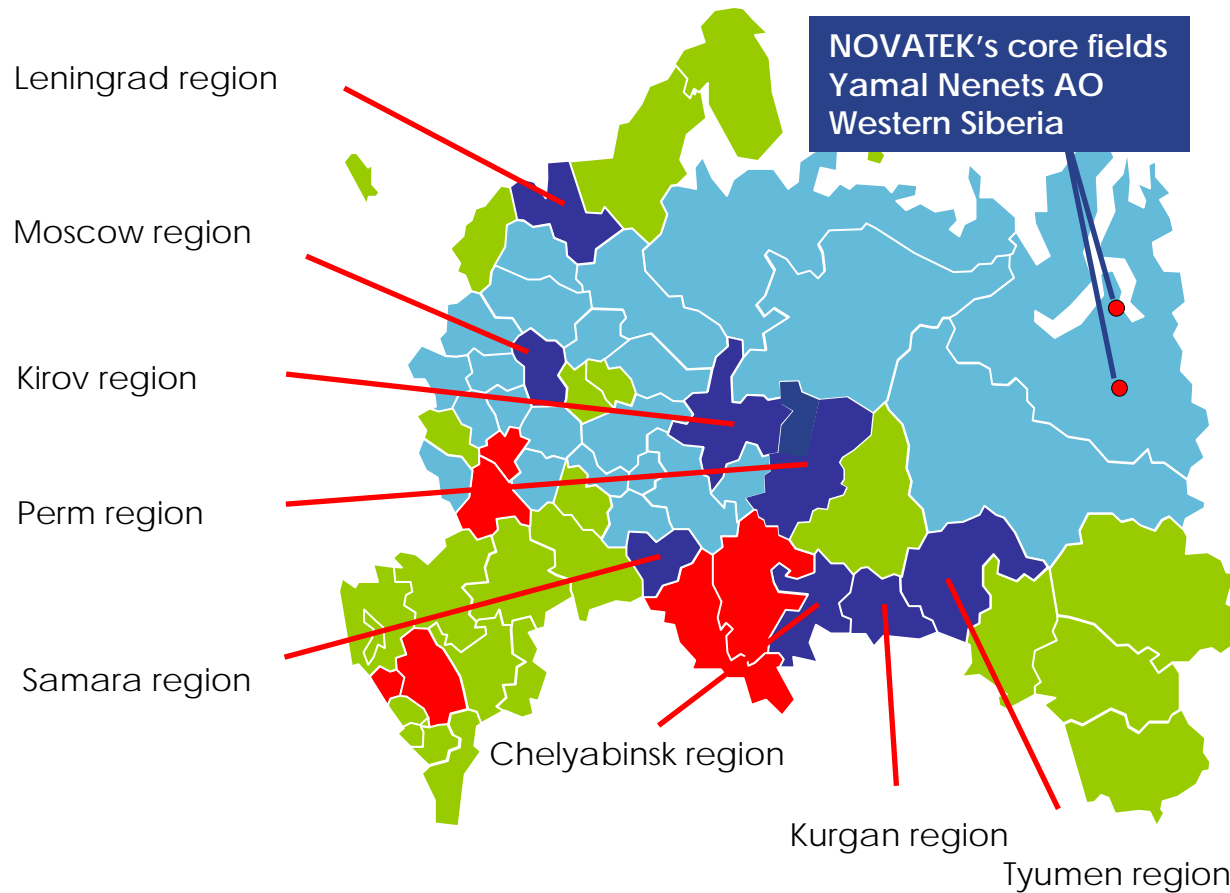 NOVATEK's core fields
Yamal Nenets AO
Western Siberia
Leningrad region
Moscow region
Kirov region
Perm region
Samara region
Chelyabinsk region
Kurgan region
Tyumen region